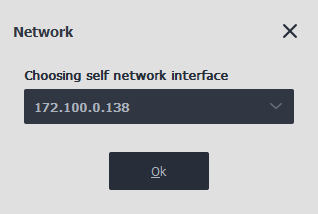 Network
Choosing self network interface
172.100.0.138
Ok